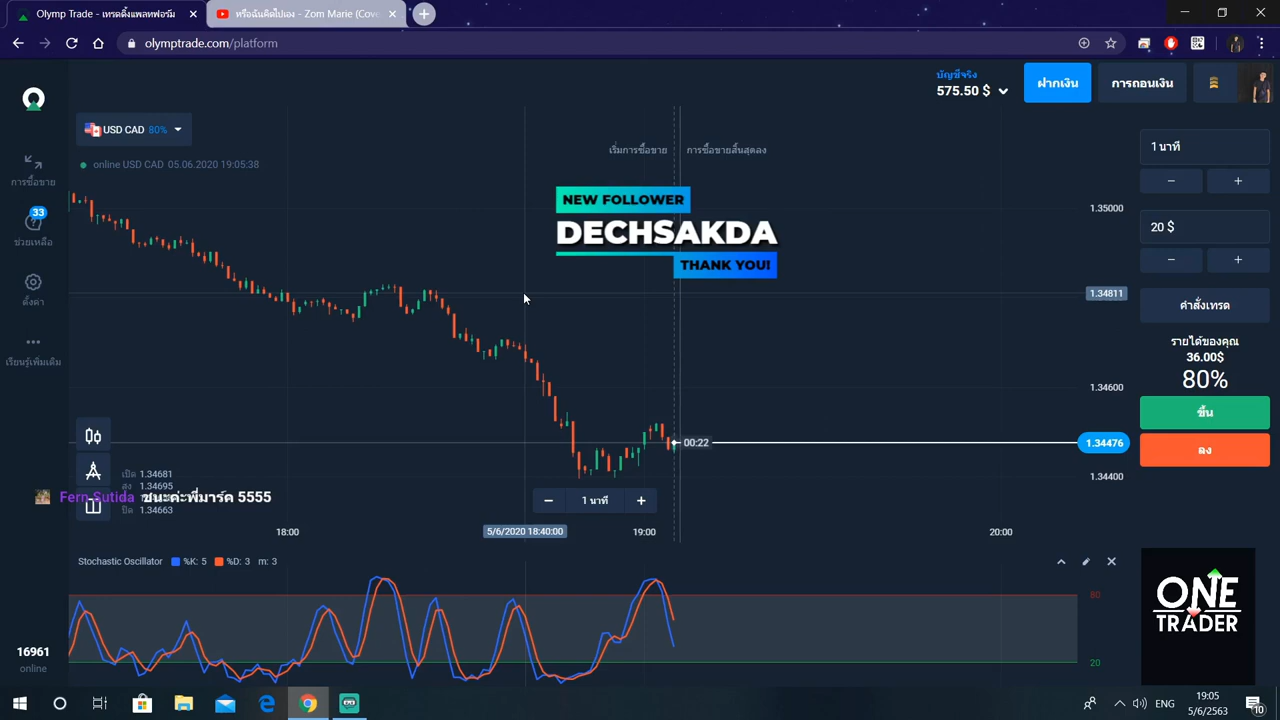 Olymp Trade - เทรดดิ้งแพลทฟอร์ม
หรือฉันคิดไปเอง - Zom Marie (Cov
olymptrade.com/platform
บัญชีจริง
575.50 $
ฝากเงิน
การถอนเงิน
USD CAD 80%
online USD CAD 05.06.2020 19:05:38
เริ่มการซื้อขาย
การซื้อขายสิ้นสุดลง
NEW FOLLOWER
DECHSAKDA
THANK YOU!
การซื้อขาย
33
ช่วยเหลือ
ตั้งค่า
เรียนรู้เพิ่มเติม
1.35000
1.34811
1.34600
1.34476
1.34400
00:22
1 นาที
20 $
คำสั่งเทรด
รายได้ของคุณ
36.00$
80%
ขึ้น
ลง
เปิด 1.34681
สูง 1.34695
Fern Sutida ชนะค่ะพี่มาร์ค 5555
ปิด 1.34663
1 นาที
18:00
5/6/2020 18:40:00
19:00
20:00
Stochastic Oscillator %K: 5 %D: 3 m: 3
80
20
ONE
TRADER
16961
online
ENG
19:05
5/6/2563
10